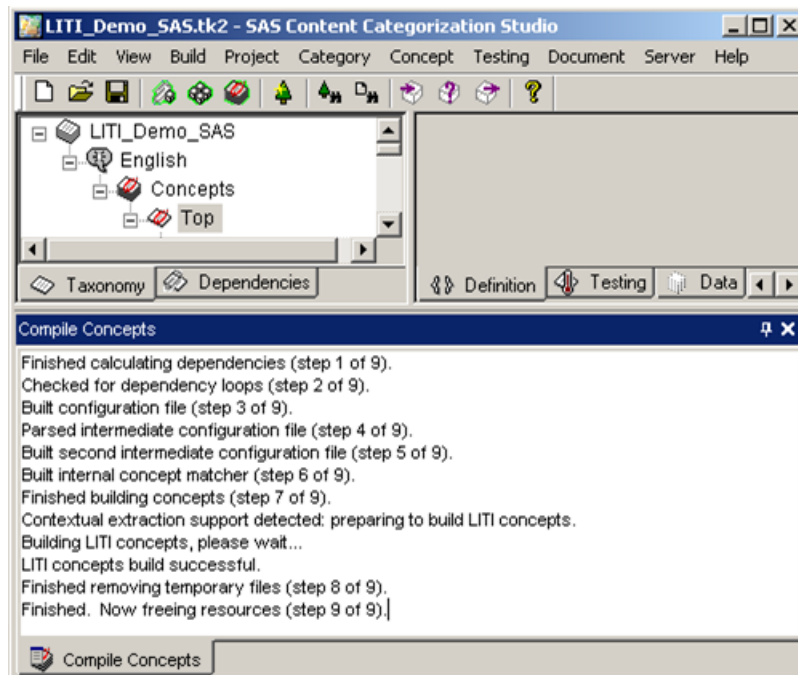 LITI_Demo_SAS.tk2 - SAS Content Categorization Studio
File Edit View Build Project Category Concept Testing Document Server Help
LITI_Demo_SAS
English
Concepts
Top
Taxonomy Dependencies
Definition Testing Data
Compile Concepts
Finished calculating dependencies (step 1 of 9).
Checked for dependency loops (step 2 of 9).
Built configuration file (step 3 of 9).
Parsed intermediate configuration file (step 4 of 9).
Built second intermediate configuration file (step 5 of 9).
Built internal concept matcher (step 6 of 9).
Finished building concepts (step 7 of 9).
Contextual extraction support detected: preparing to build LITI concepts.
Building LITI concepts, please wait...
LITI concepts build successful.
Finished removing temporary files (step 8 of 9).
Finished.  Now freeing resources (step 9 of 9).
Compile Concepts